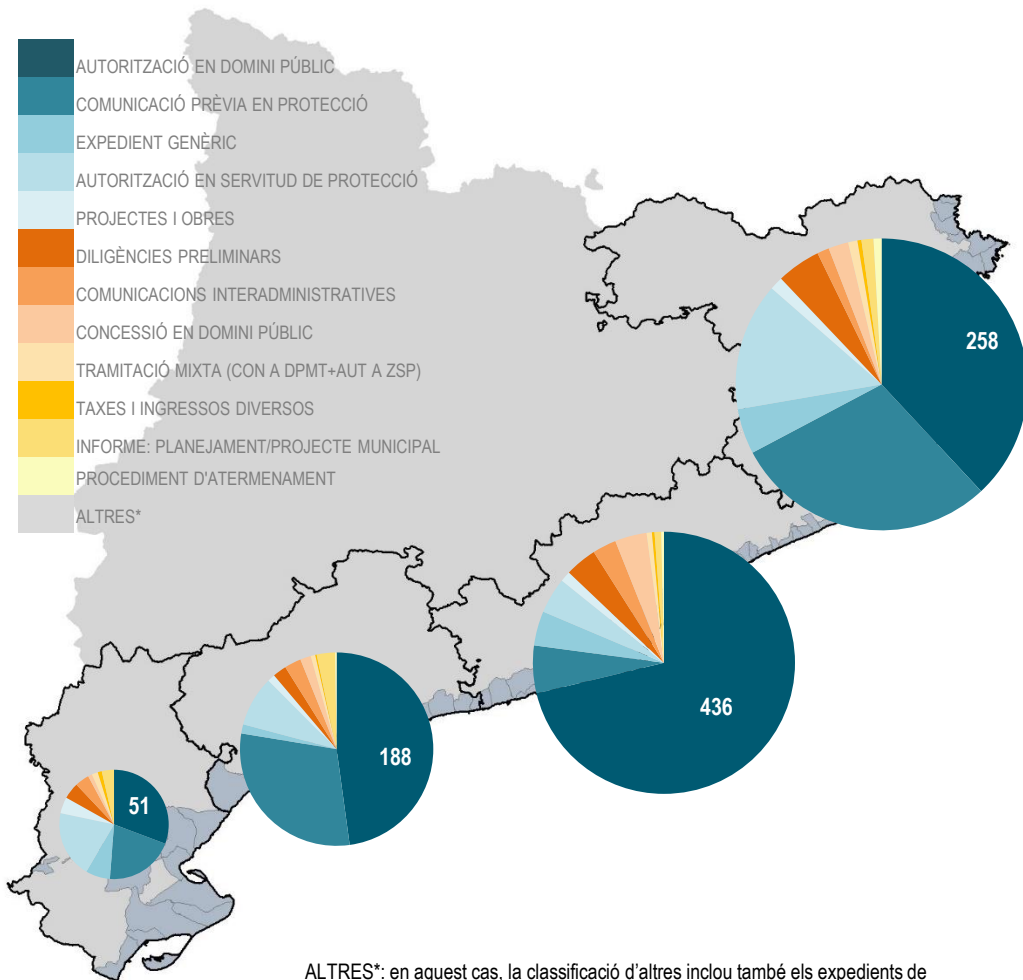 AUTORITZACIÓ EN DOMINI PÚBLIC
COMUNICACIÓ PRÈVIA EN PROTECCIÓ
EXPEDIENT GENÈRIC
AUTORITZACIÓ EN SERVITUD DE PROTECCIÓ
PROJECTES I OBRES
DILIGÈNCIES PRELIMINARS
COMUNICACIONS INTERADMINISTRATIVES
CONCESSIÓ EN DOMINI PÚBLIC
TRAMITACIÓ MIXTA (CON A DPMT+AUT A ZSP)
TAXES I INGRESSOS DIVERSOS
INFORME: PLANEJAMENT/PROJECTE MUNICIPAL
PROCEDIMENT D'ATERMENAMENT
ALTRES*
258
436
188
51
ALTRES*: en aquest cas, la classificació d’altres inclou també els expedients de